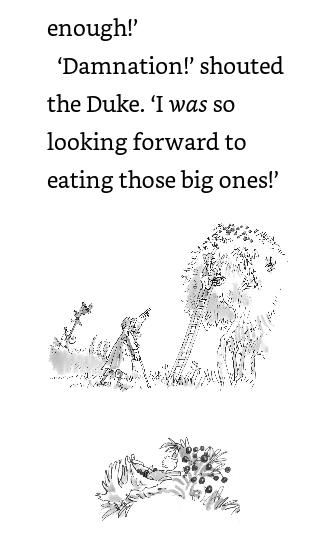 enough!’
‘Damnation!’ shouted
the Duke. ‘I was so
looking forward to
eating those big ones!’